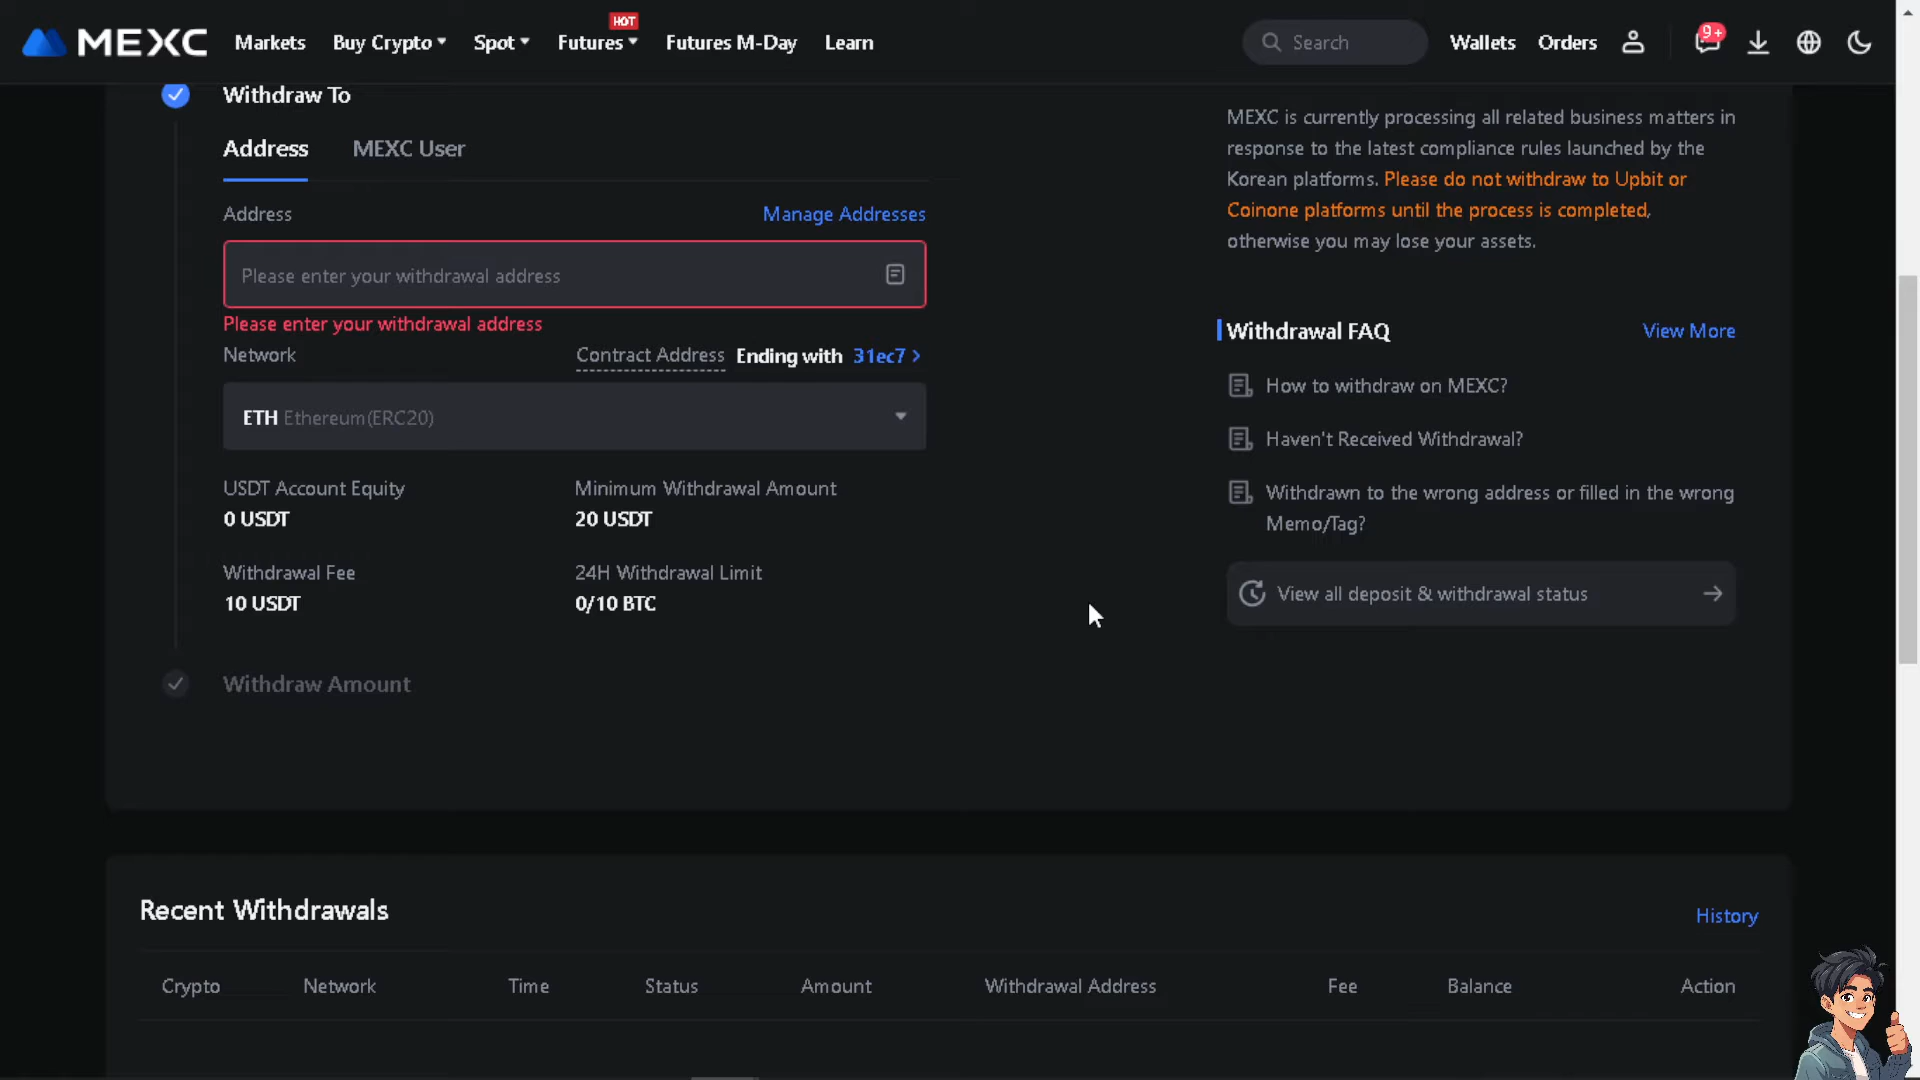 MEXC Markets Buy Crypto Spot Futures HOT Futures M-Day Learn Search Wallets Orders 9+
Withdraw To
Address MEXC User
Address Manage Addresses
Please enter your withdrawal address
Please enter your withdrawal address
Network Contract Address Ending with 31ec7 >
ETH Ethereum(ERC20)
USDT Account Equity Minimum Withdrawal Amount
0 USDT 20 USDT
Withdrawal Fee 24H Withdrawal Limit
10 USDT 0/10 BTC
Withdraw Amount
MEXC is currently processing all related business matters in
response to the latest compliance rules launched by the
Korean platforms. Please do not withdraw to Upbit or
Coinone platforms until the process is completed,
otherwise you may lose your assets.
Withdrawal FAQ View More
How to withdraw on MEXC?
Haven't Received Withdrawal?
Withdrawn to the wrong address or filled in the wrong
Memo/Tag?
View all deposit & withdrawal status
Recent Withdrawals History
Crypto Network Time Status Amount Withdrawal Address Fee Balance Action